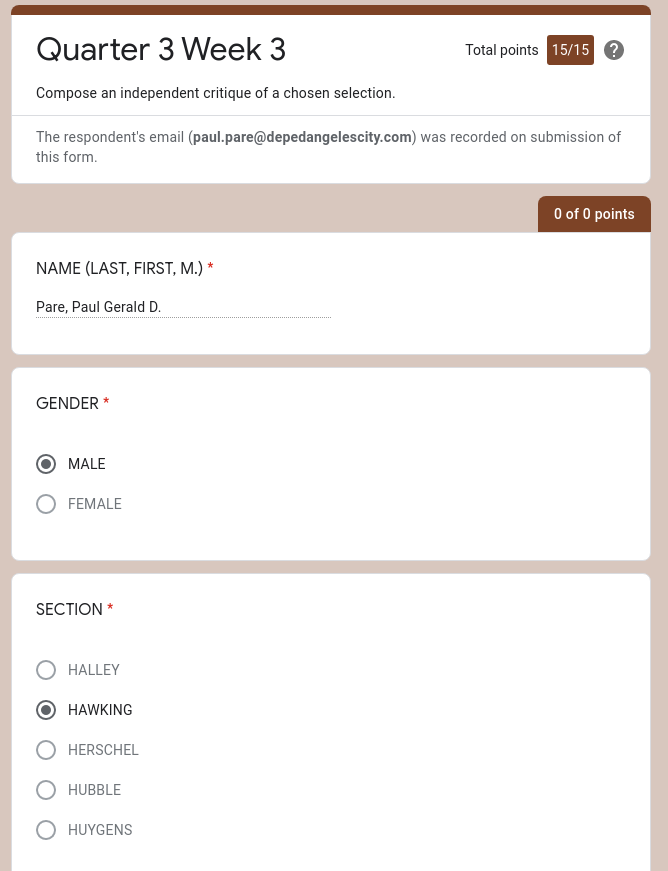 Quarter 3 Week 3
Total points 15/15 ?
Compose an independent critique of a chosen selection.
The respondent's email (paul.pare@depedangelescity.com) was recorded on submission of
this form.
0 of 0 points
NAME (LAST, FIRST, M.) *
Pare, Paul Gerald D.
GENDER *
MALE
FEMALE
SECTION *
HALLEY
HAWKING
HERSCHEL
HUBBLE
HUYGENS